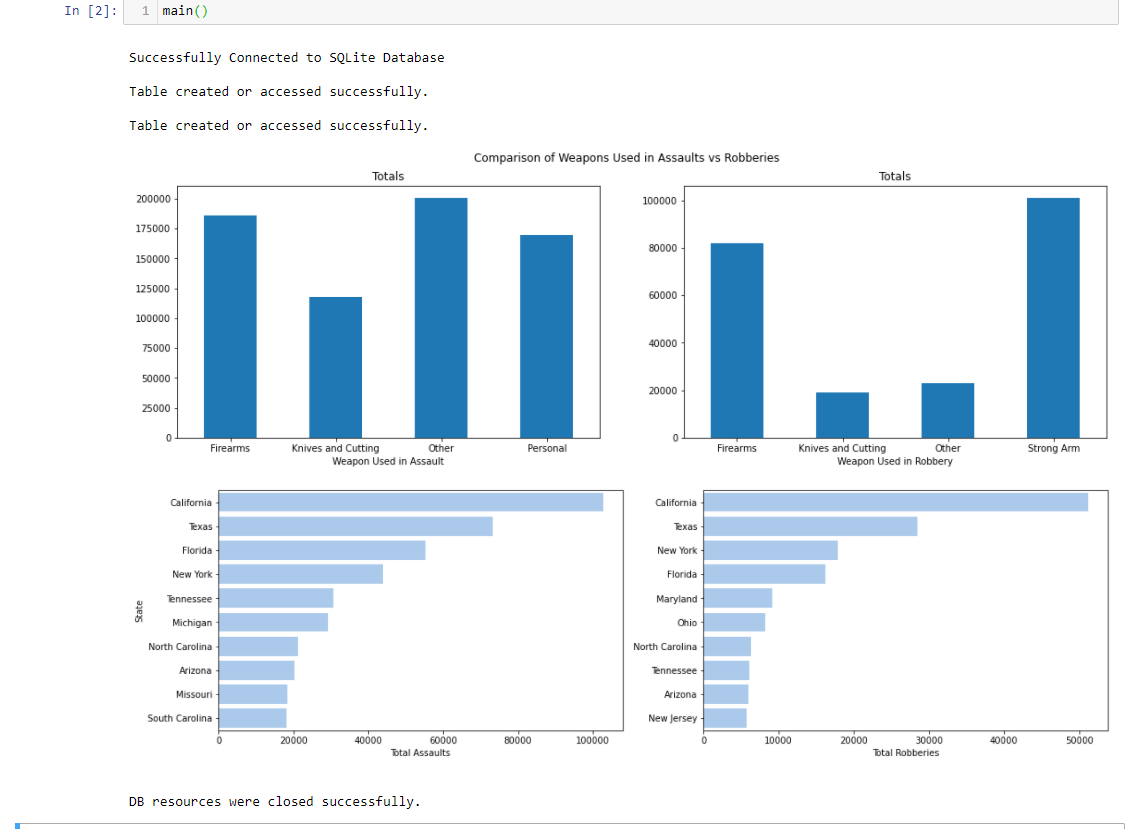 In [2]: 1 main()
Successfully Connected to SQLite Database
Table created or accessed successfully.
Table created or accessed successfully.
Comparison of Weapons Used in Assaults vs Robberies
Totals
200000
175000
150000
125000
100000
75000
50000
25000
0
Firearms Knives and Cutting Other Personal
Weapon Used in Assault
Totals
100000
80000
60000
40000
20000
0
Firearms Knives and Cutting Other Strong Arm
Weapon Used in Robbery
State
California
Texas
Florida
New York
Tennessee
Michigan
North Carolina
Arizona
Missouri
South Carolina
0 20000 40000 60000 80000 100000
Total Assaults
California
Texas
New York
Florida
Maryland
Ohio
North Carolina
Tennessee
Arizona
New Jersey
0 10000 20000 30000 40000 50000
Total Robberies
DB resources were closed successfully.